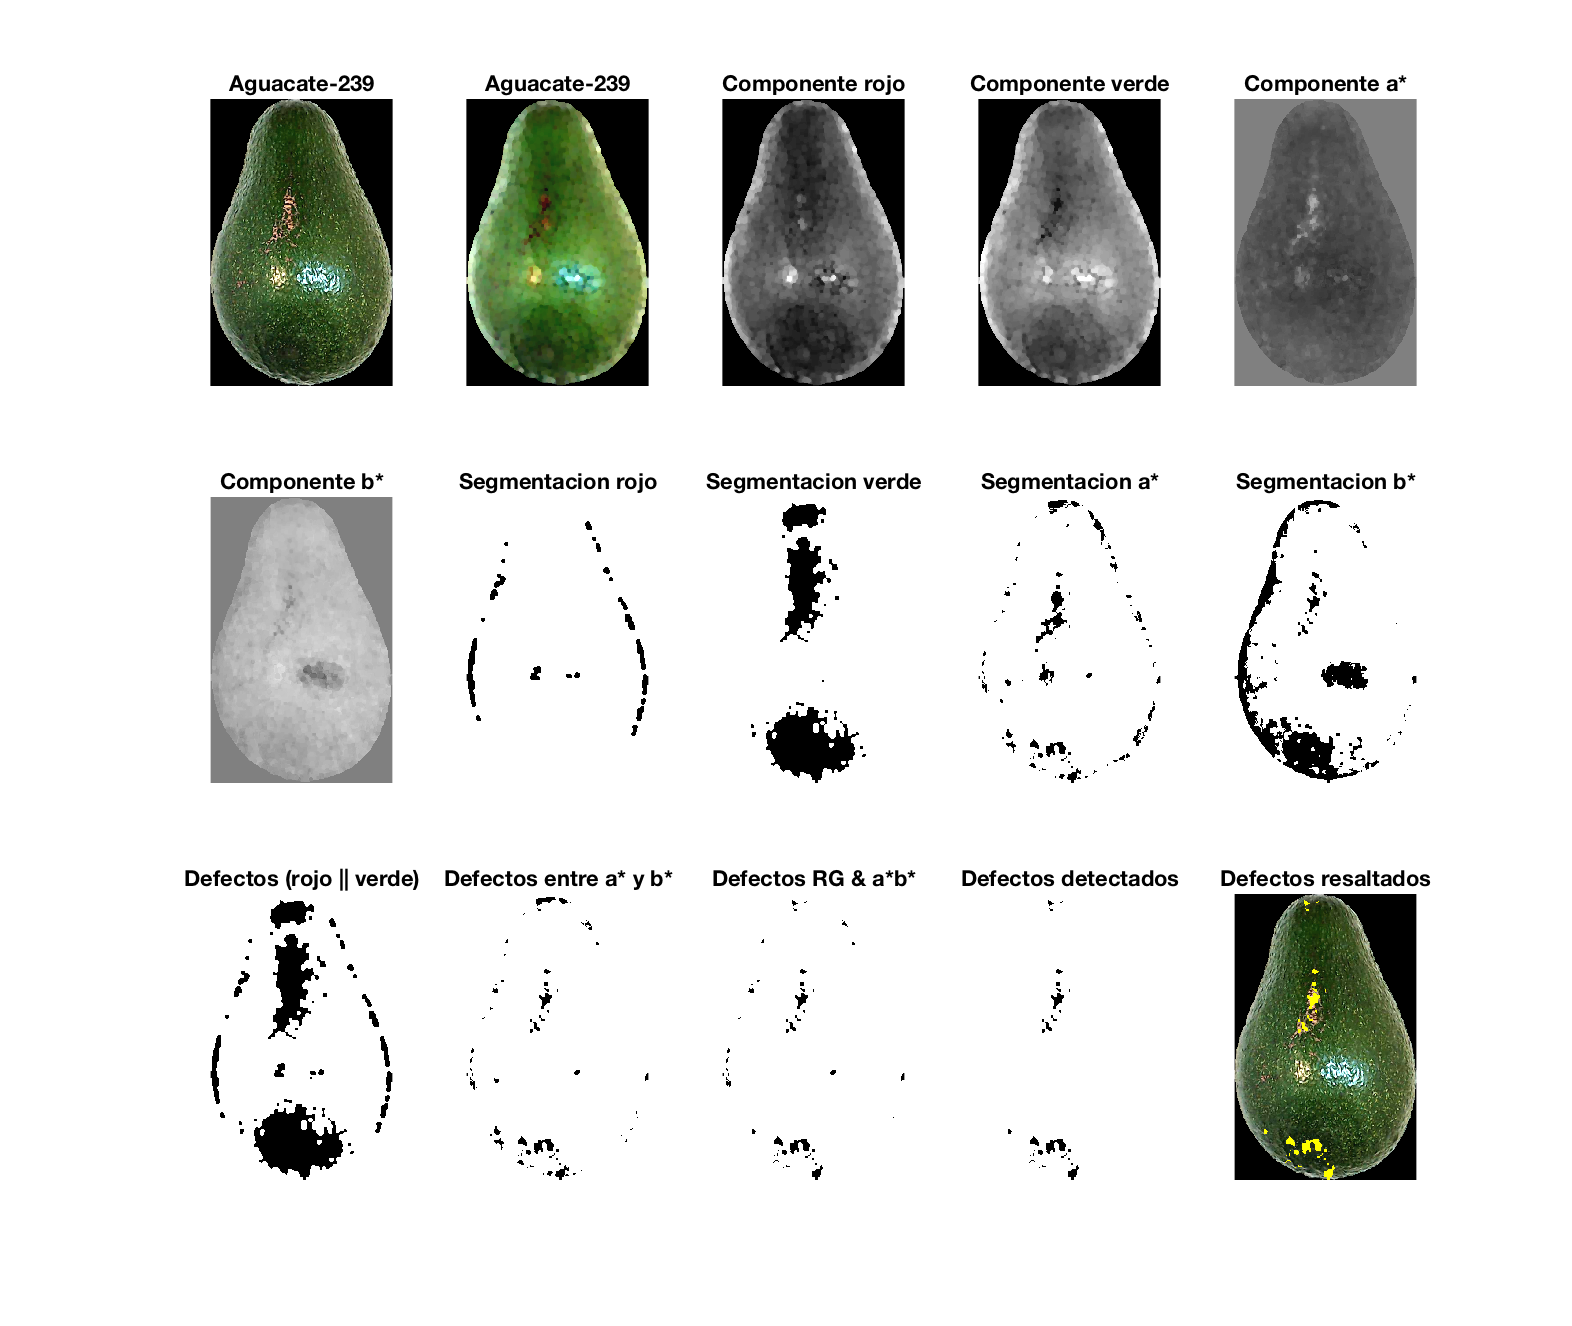 Aguacate-239
Aguacate-239
Componente rojo
Componente verde
Componente a*
Componente b*
Segmentacion rojo
Segmentacion verde
Segmentacion a*
Segmentacion b*
Defectos (rojo || verde)
Defectos entre a* y b*
Defectos RG & a*b*
Defectos detectados
Defectos resaltados